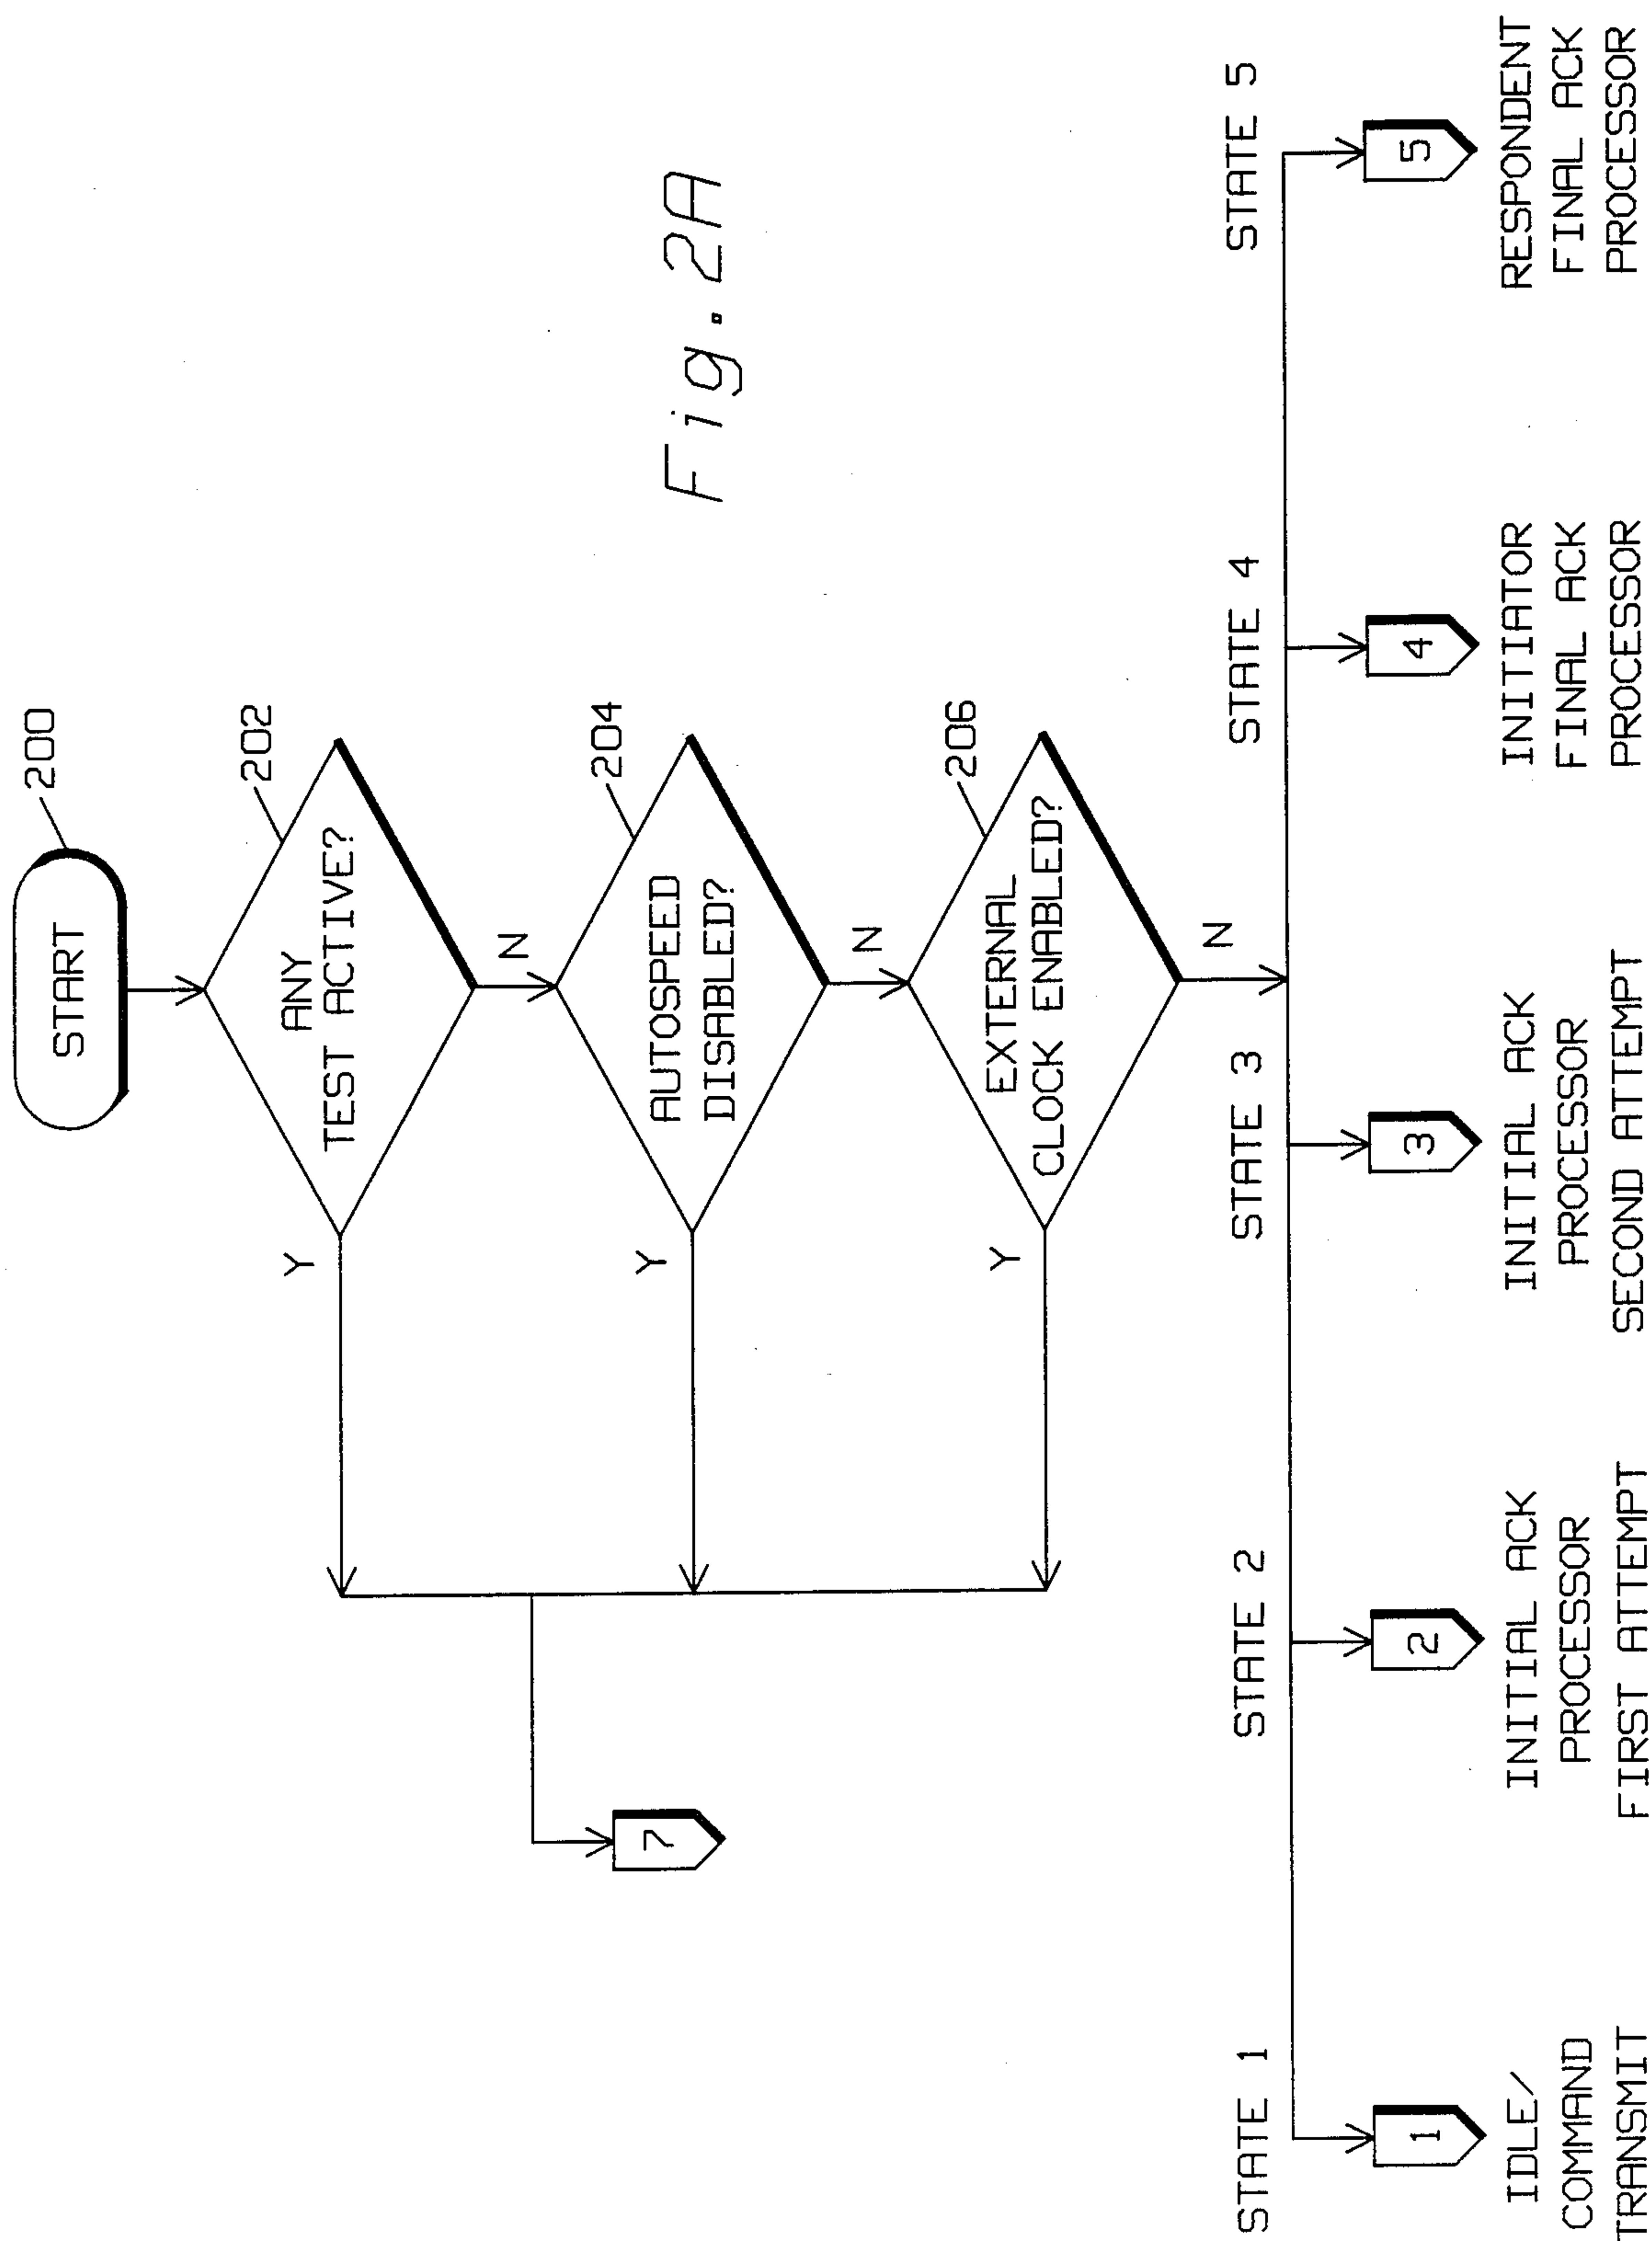 START
200
ANY
TEST ACTIVE?
202
Y
N
AUTOSPEED
DISABLED?
204
Y
N
EXTERNAL
CLOCK ENABLED?
206
Y
N
7
Fig. 2A
STATE 1
1
IDLE/
COMMAND
TRANSMIT
STATE 2
2
INITIAL ACK
PROCESSOR
FIRST ATTEMPT
STATE 3
3
INITIAL ACK
PROCESSOR
SECOND ATTEMPT
STATE 4
4
INITIATOR
FINAL ACK
PROCESSOR
STATE 5
5
RESPONDENT
FINAL ACK
PROCESSOR